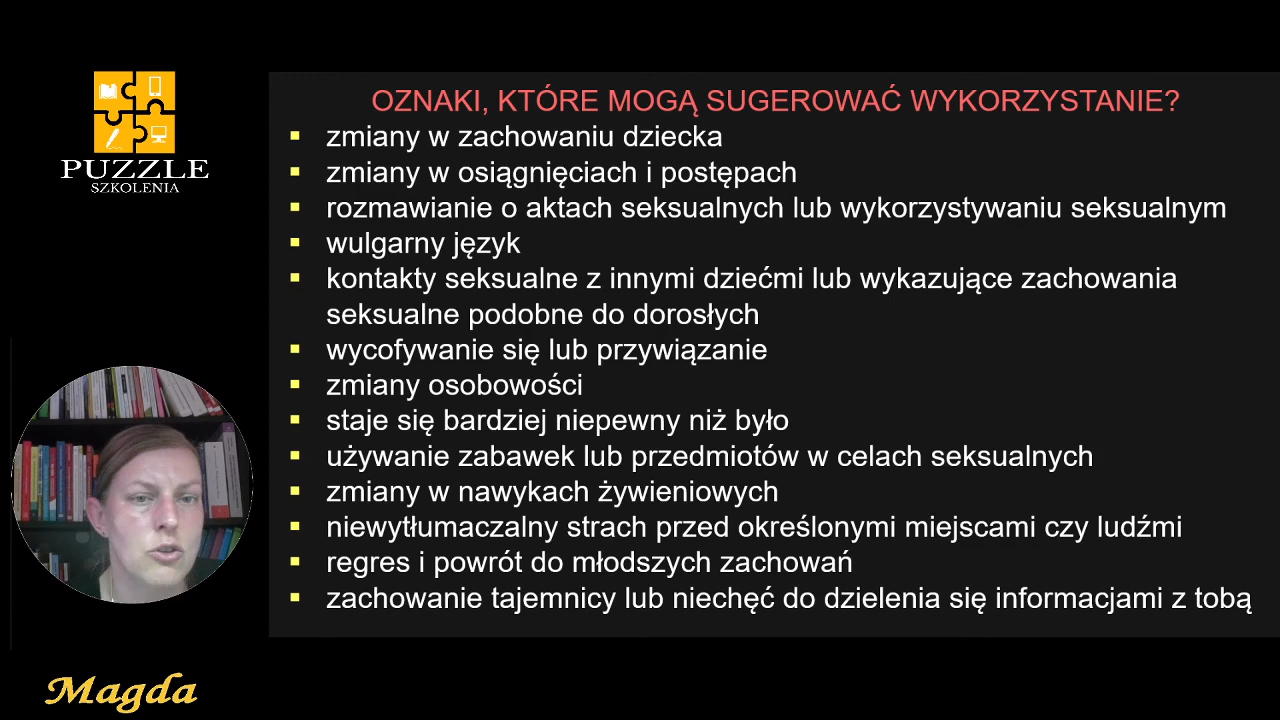 PUZZLE
SZKOLENIA
OZNAKI, KTÓRE MOGĄ SUGEROWAĆ WYKORZYSTANIE?
▪ zmiany w zachowaniu dziecka
▪ zmiany w osiągnięciach i postępach
▪ rozmawianie o aktach seksualnych lub wykorzystywaniu seksualnym
▪ wulgarny język
▪ kontakty seksualne z innymi dziećmi lub wykazujące zachowania
seksualne podobne do dorosłych
▪ wycofywanie się lub przywiązanie
▪ zmiany osobowości
▪ staje się bardziej niepewny niż było
▪ używanie zabawek lub przedmiotów w celach seksualnych
▪ zmiany w nawykach żywieniowych
▪ niewytłumaczalny strach przed określonymi miejscami czy ludźmi
▪ regres i powrót do młodszych zachowań
▪ zachowanie tajemnicy lub niechęć do dzielenia się informacjami z tobą
Magda